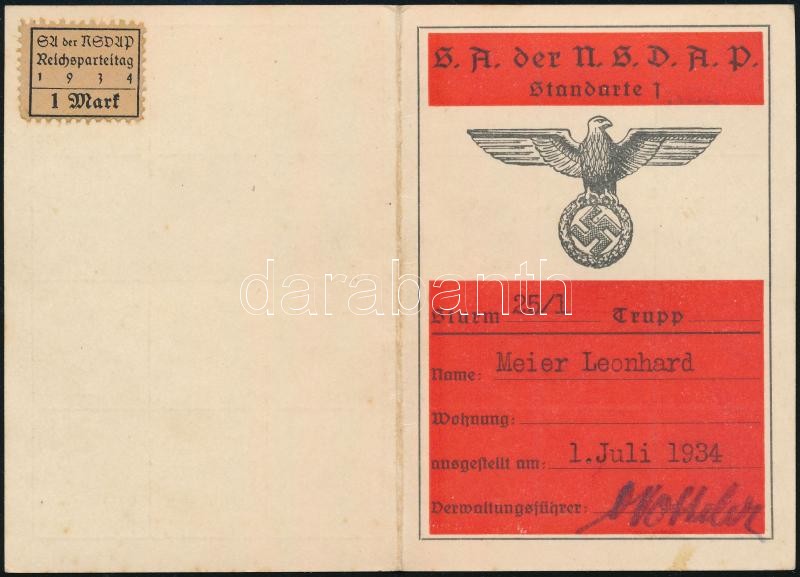 SA der NSDAP
Reichsparteitag
1 9 3 4
1 Mark
S. A. der N. S. D. A. P.
Standarte 1
darabanth
Sturm 25/1 Trupp
Name: Meier Leonhard
Wohnung:
ausgestellt am: 1.Juli 1934
Verwaltungsführer: